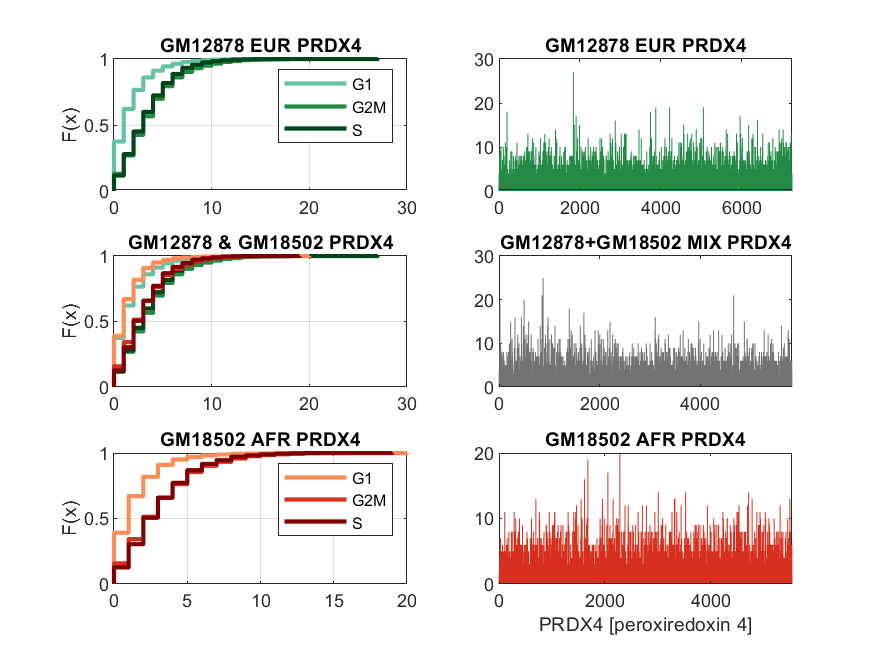 GM12878 EUR PRDX4
1
0.5
0
F(x)
0 10 20 30
G1
G2M
S
GM12878 EUR PRDX4
30
20
10
0
0 2000 4000 6000
GM12878 & GM18502 PRDX4
1
0.5
0
F(x)
0 10 20 30
GM12878+GM18502 MIX PRDX4
30
20
10
0
0 2000 4000
GM18502 AFR PRDX4
1
0.5
0
F(x)
0 5 10 15 20
G1
G2M
S
GM18502 AFR PRDX4
20
10
0
0 2000 4000
PRDX4 [peroxiredoxin 4]